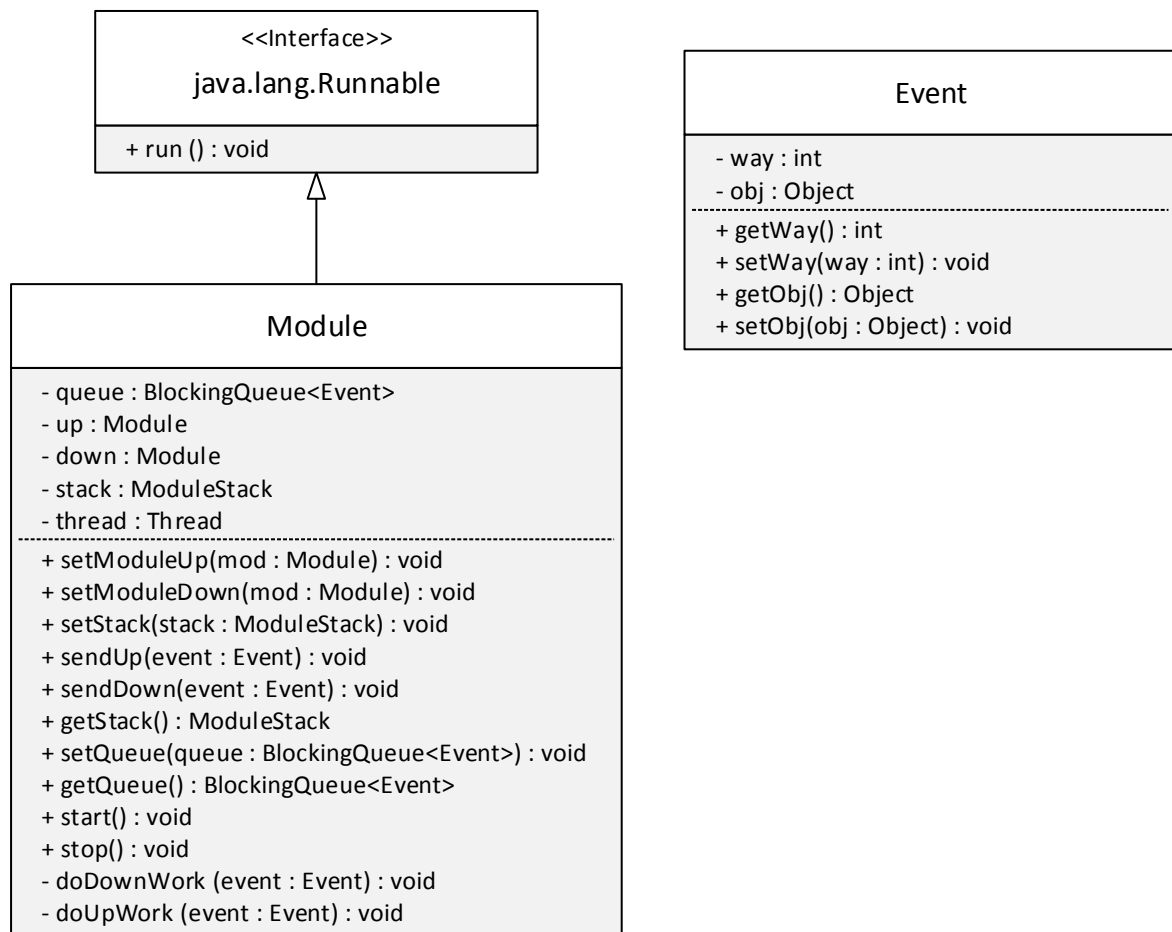 <<Interface>>
java.lang.Runnable
+ run () : void
Event
- way : int
- obj : Object
+ getWay() : int
+ setWay(way : int) : void
+ getObj() : Object
+ setObj(obj : Object) : void
Module
- queue : BlockingQueue<Event>
- up : Module
- down : Module
- stack : ModuleStack
- thread : Thread
+ setModuleUp(mod : Module) : void
+ setModuleDown(mod : Module) : void
+ setStack(stack : ModuleStack) : void
+ sendUp(event : Event) : void
+ sendDown(event : Event) : void
+ getStack() : ModuleStack
+ setQueue(queue : BlockingQueue<Event>) : void
+ getQueue() : BlockingQueue<Event>
+ start() : void
+ stop() : void
- doDownWork (event : Event) : void
- doUpWork (event : Event) : void